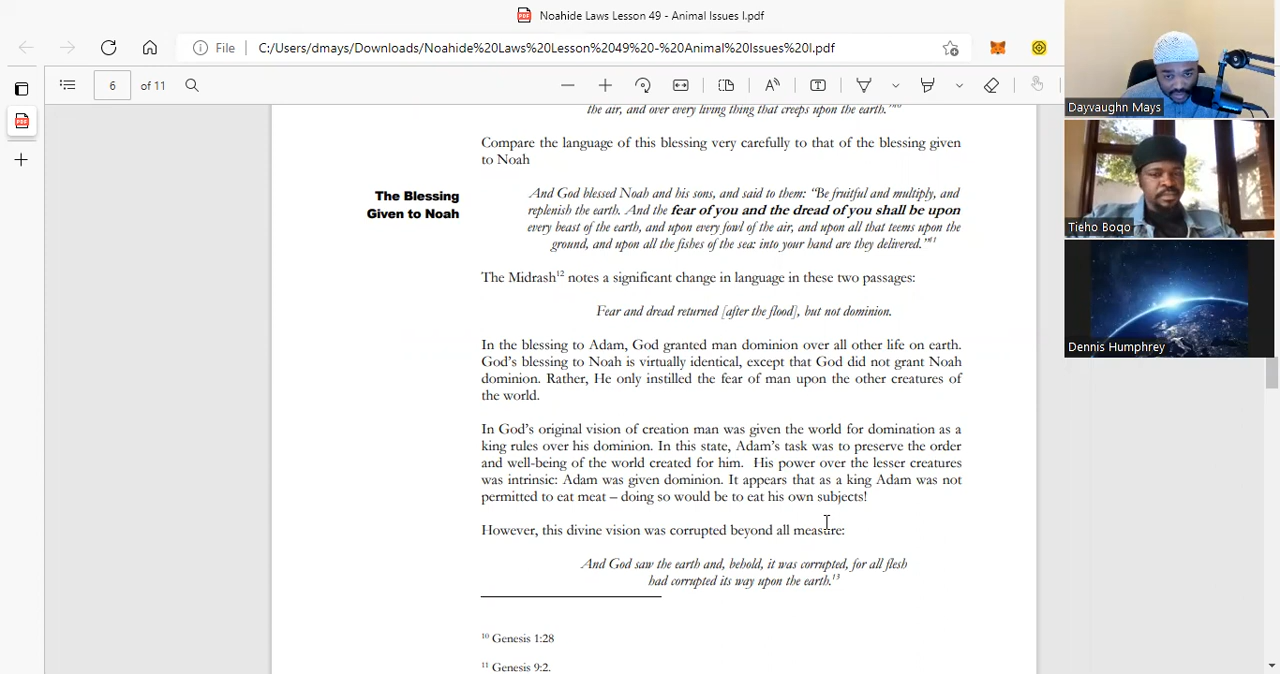 Noahide Laws Lesson 49 - Animal Issues I.pdf
File
C:/Users/dmays/Downloads/Noahide%20Laws%20Lesson%2049%20-%20Animal%20Issues%20I.pdf
6 of 11
the air, and over every living thing that creeps upon the earth.”10
Compare the language of this blessing very carefully to that of the blessing given
to Noah
The Blessing
Given to Noah
And God blessed Noah and his sons, and said to them: “Be fruitful and multiply, and
replenish the earth. And the fear of you and the dread of you shall be upon
every beast of the earth, and upon every fowl of the air, and upon all that teems upon the
ground, and upon all the fishes of the sea: into your hand are they delivered.”11
The Midrash12 notes a significant change in language in these two passages:
Fear and dread returned [after the flood], but not dominion.
In the blessing to Adam, God granted man dominion over all other life on earth.
God’s blessing to Noah is virtually identical, except that God did not grant Noah
dominion. Rather, He only instilled the fear of man upon the other creatures of
the world.
In God’s original vision of creation man was given the world for domination as a
king rules over his dominion. In this state, Adam’s task was to preserve the order
and well-being of the world created for him. His power over the lesser creatures
was intrinsic: Adam was given dominion. It appears that as a king Adam was not
permitted to eat meat – doing so would be to eat his own subjects!
However, this divine vision was corrupted beyond all measure:
And God saw the earth and, behold, it was corrupted, for all flesh
had corrupted its way upon the earth.13
10 Genesis 1:28
11 Genesis 9:2.
Dayvaughn Mays
Tieho Boqo
Dennis Humphrey